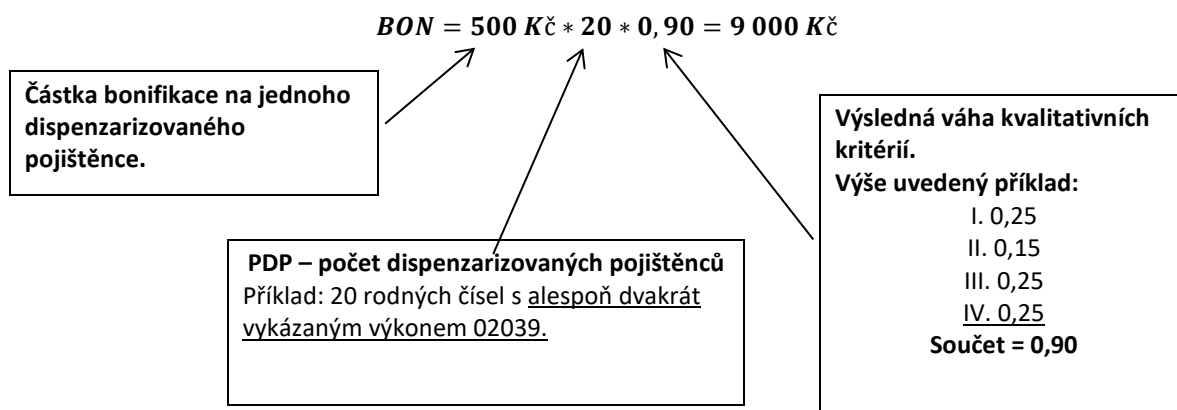 BON = 500 Kč * 20 * 0,90 = 9 000 Kč
Částka bonifikace na jednoho
dispenzarizovaného
pojištěnce.
PDP – počet dispenzarizovaných pojištěnců
Příklad: 20 rodných čísel s alespoň dvakrát
vykázaným výkonem 02039.
Výsledná váha kvalitativních
kritérií.
Výše uvedený příklad:
I. 0,25
II. 0,15
III. 0,25
IV. 0,25
Součet = 0,90